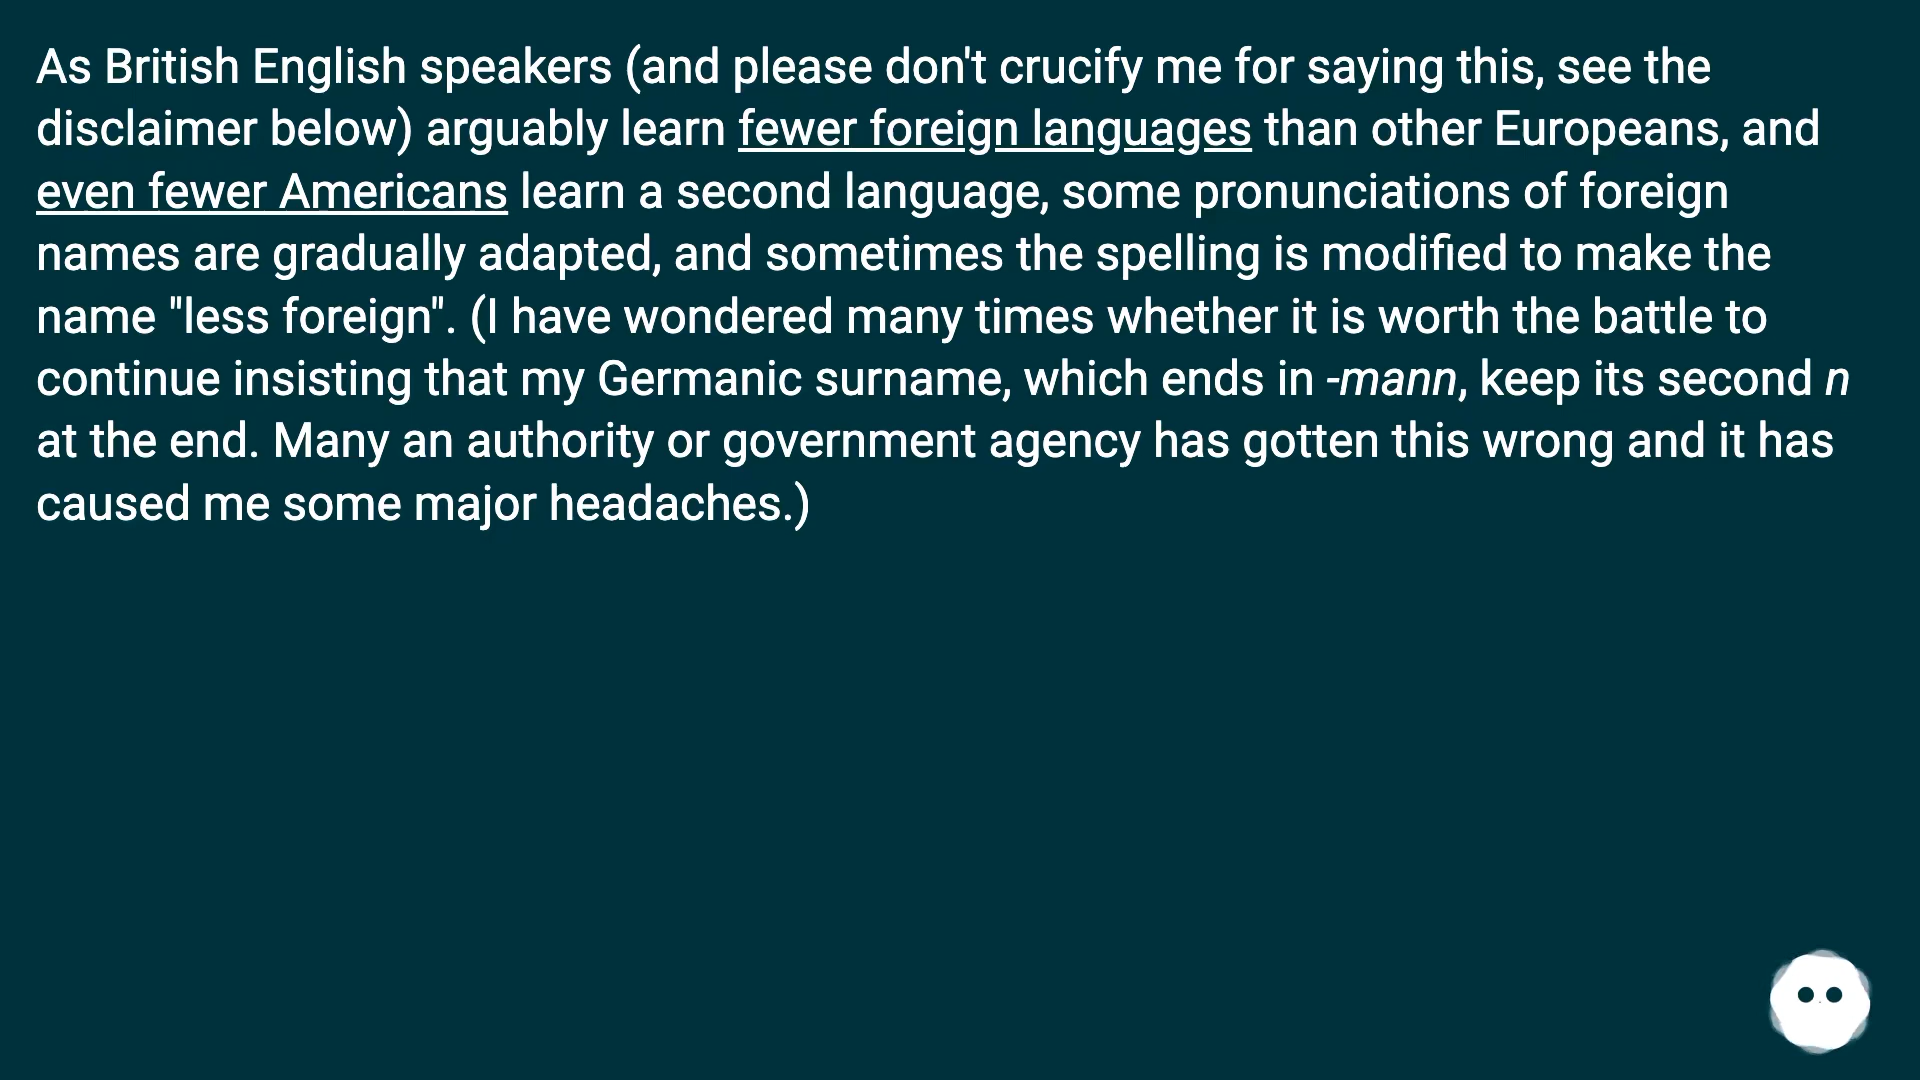 As British English speakers (and please don't crucify me for saying this, see the
disclaimer below) arguably learn fewer foreign languages than other Europeans, and
even fewer Americans learn a second language, some pronunciations of foreign
names are gradually adapted, and sometimes the spelling is modified to make the
name "less foreign". (I have wondered many times whether it is worth the battle to
continue insisting that my Germanic surname, which ends in -mann, keep its second n
at the end. Many an authority or government agency has gotten this wrong and it has
caused me some major headaches.)